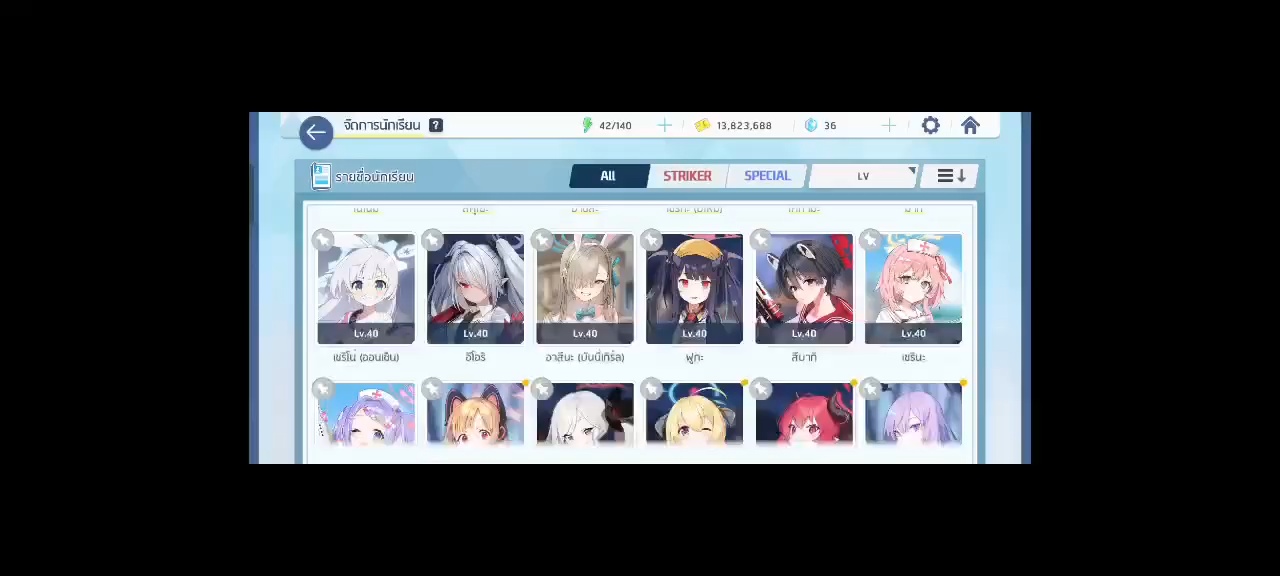 จัดการนักเรียน ?
42/140
13,823,688
36
รายชื่อนักเรียน
All
STRIKER
SPECIAL
LV
Lv.40
Lv.40
Lv.40
Lv.40
Lv.40
Lv.40
เชริโน่ (ออนเซ็น)
อิโอริ
อาสึนะ (บันนี่เกิร์ล)
ฟูกะ
สึบากิ
เซรินะ